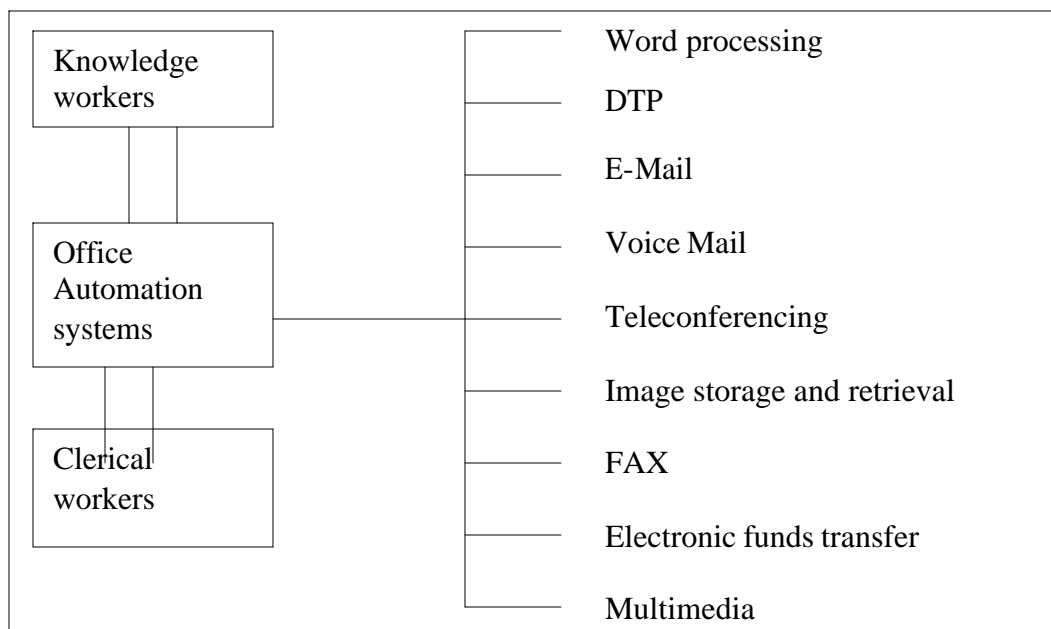 Knowledge
workers
Office
Automation
systems
Clerical
workers
Word processing
DTP
E-Mail
Voice Mail
Teleconferencing
Image storage and retrieval
FAX
Electronic funds transfer
Multimedia